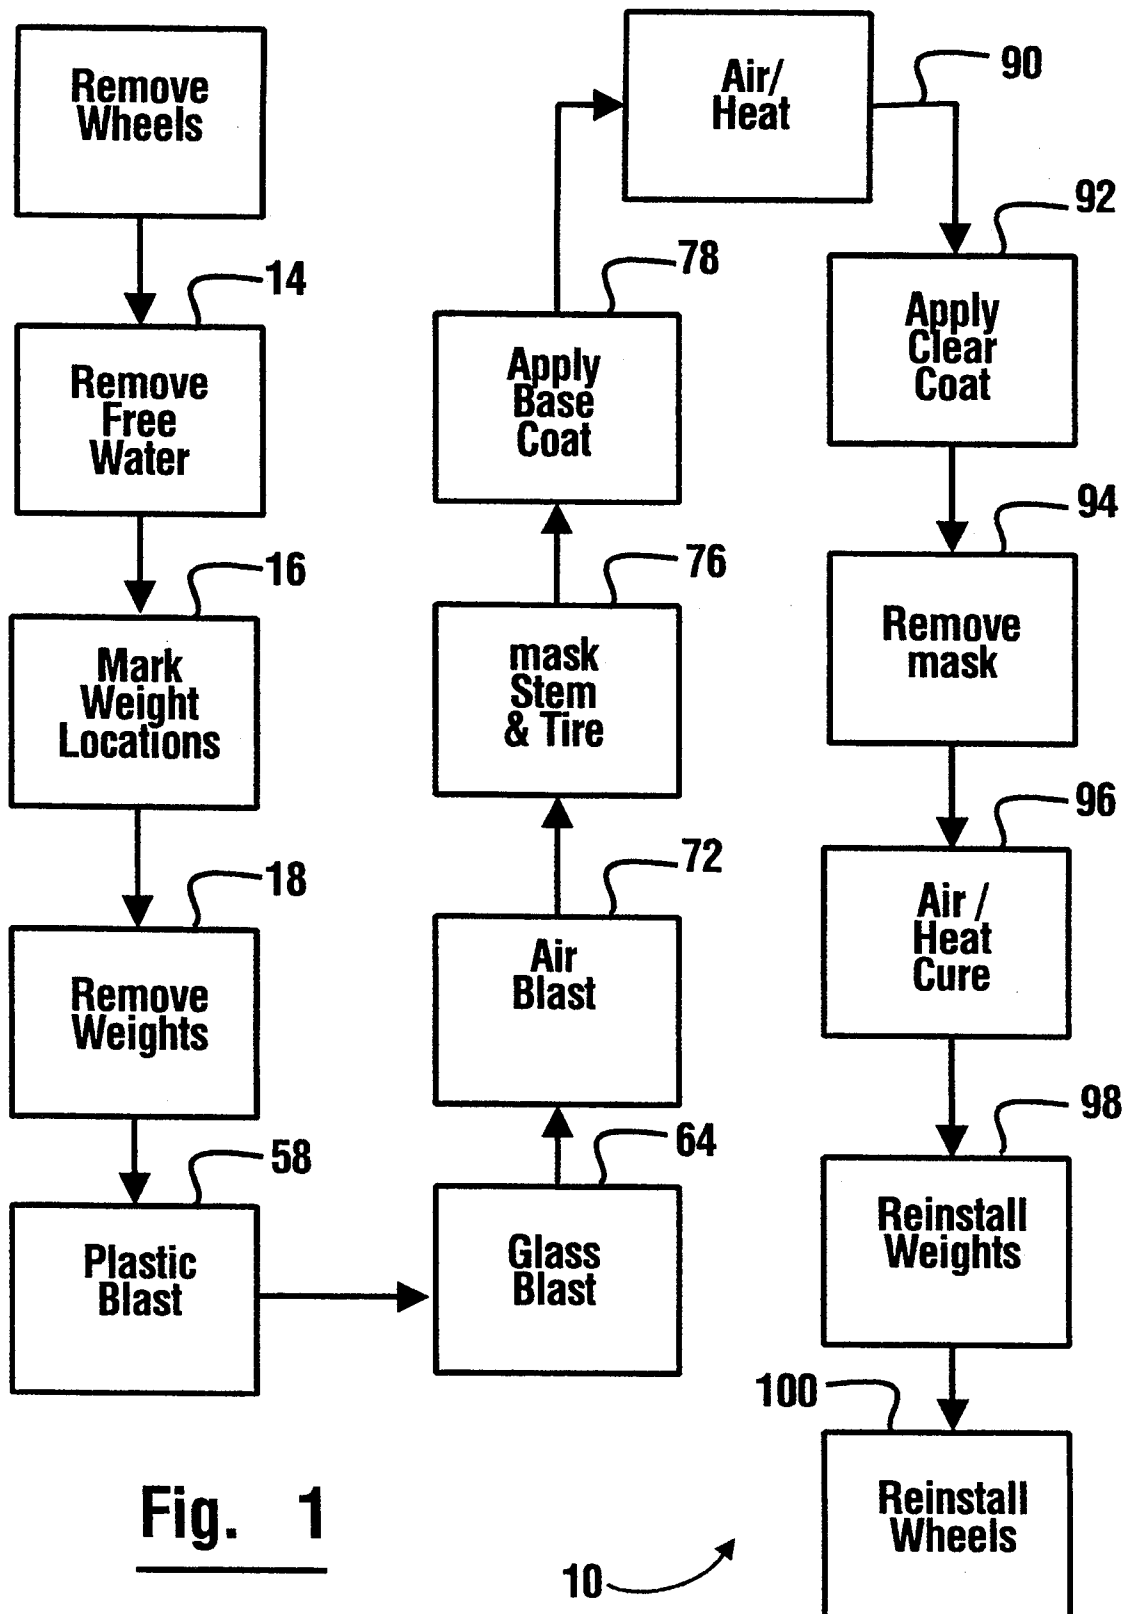 Remove
Wheels
14
Remove
Free
Water
16
Mark
Weight
Locations
18
Remove
Weights
58
Plastic
Blast
64
Glass
Blast
72
Air
Blast
76
mask
Stem
& Tire
78
Apply
Base
Coat
Air/
Heat
90
92
Apply
Clear
Coat
94
Remove
mask
96
Air /
Heat
Cure
98
Reinstall
Weights
100
Reinstall
Wheels
10
Fig. 1